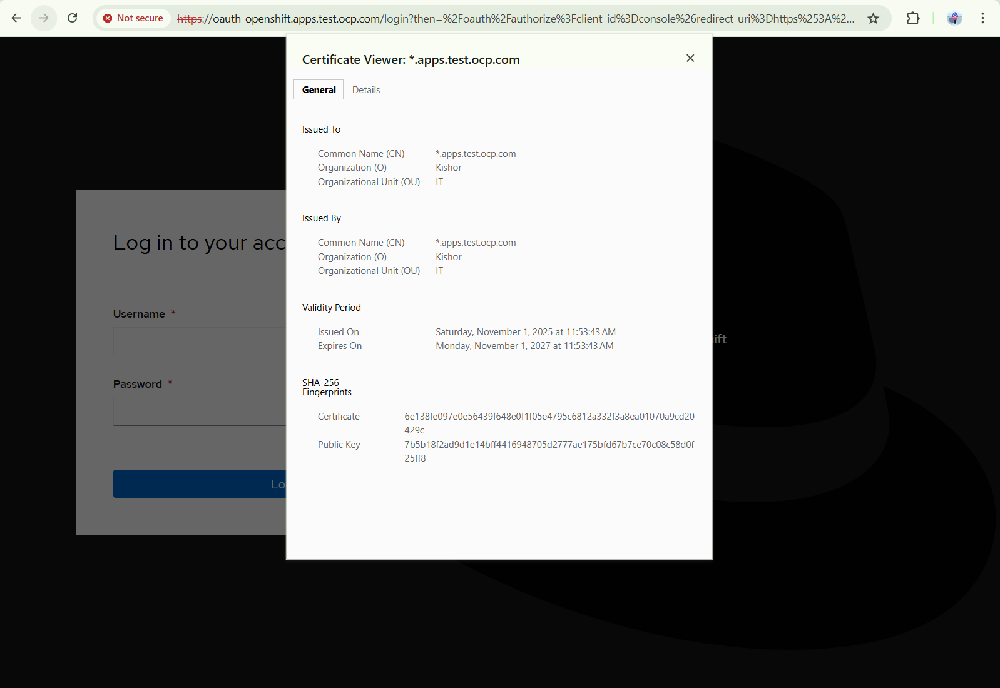 Not secure
https://oauth-openshift.apps.test.ocp.com/login?then=%2Foauth%2Fauthorize%3Fclient_id%3Dconsole%26redirect_uri%3Dhttps%253A%2...
Certificate Viewer: *.apps.test.ocp.com
General Details
Issued To
Common Name (CN) *.apps.test.ocp.com
Organization (O) Kishor
Organizational Unit (OU) IT
Issued By
Common Name (CN) *.apps.test.ocp.com
Organization (O) Kishor
Organizational Unit (OU) IT
Validity Period
Issued On Saturday, November 1, 2025 at 11:53:43 AM
Expires On Monday, November 1, 2027 at 11:53:43 AM
SHA-256
Fingerprints
Certificate 6e138fe097e0e56439f648e0f1f05e4795c6812a332f3a8ea01070a9cd20
429c
Public Key 7b5b18f2ad9d1e14bff4416948705d2777ae175bfd67b7ce70c08c58d0f
25ff8
Log in to your acc
Username *
Password *
Lo
ift